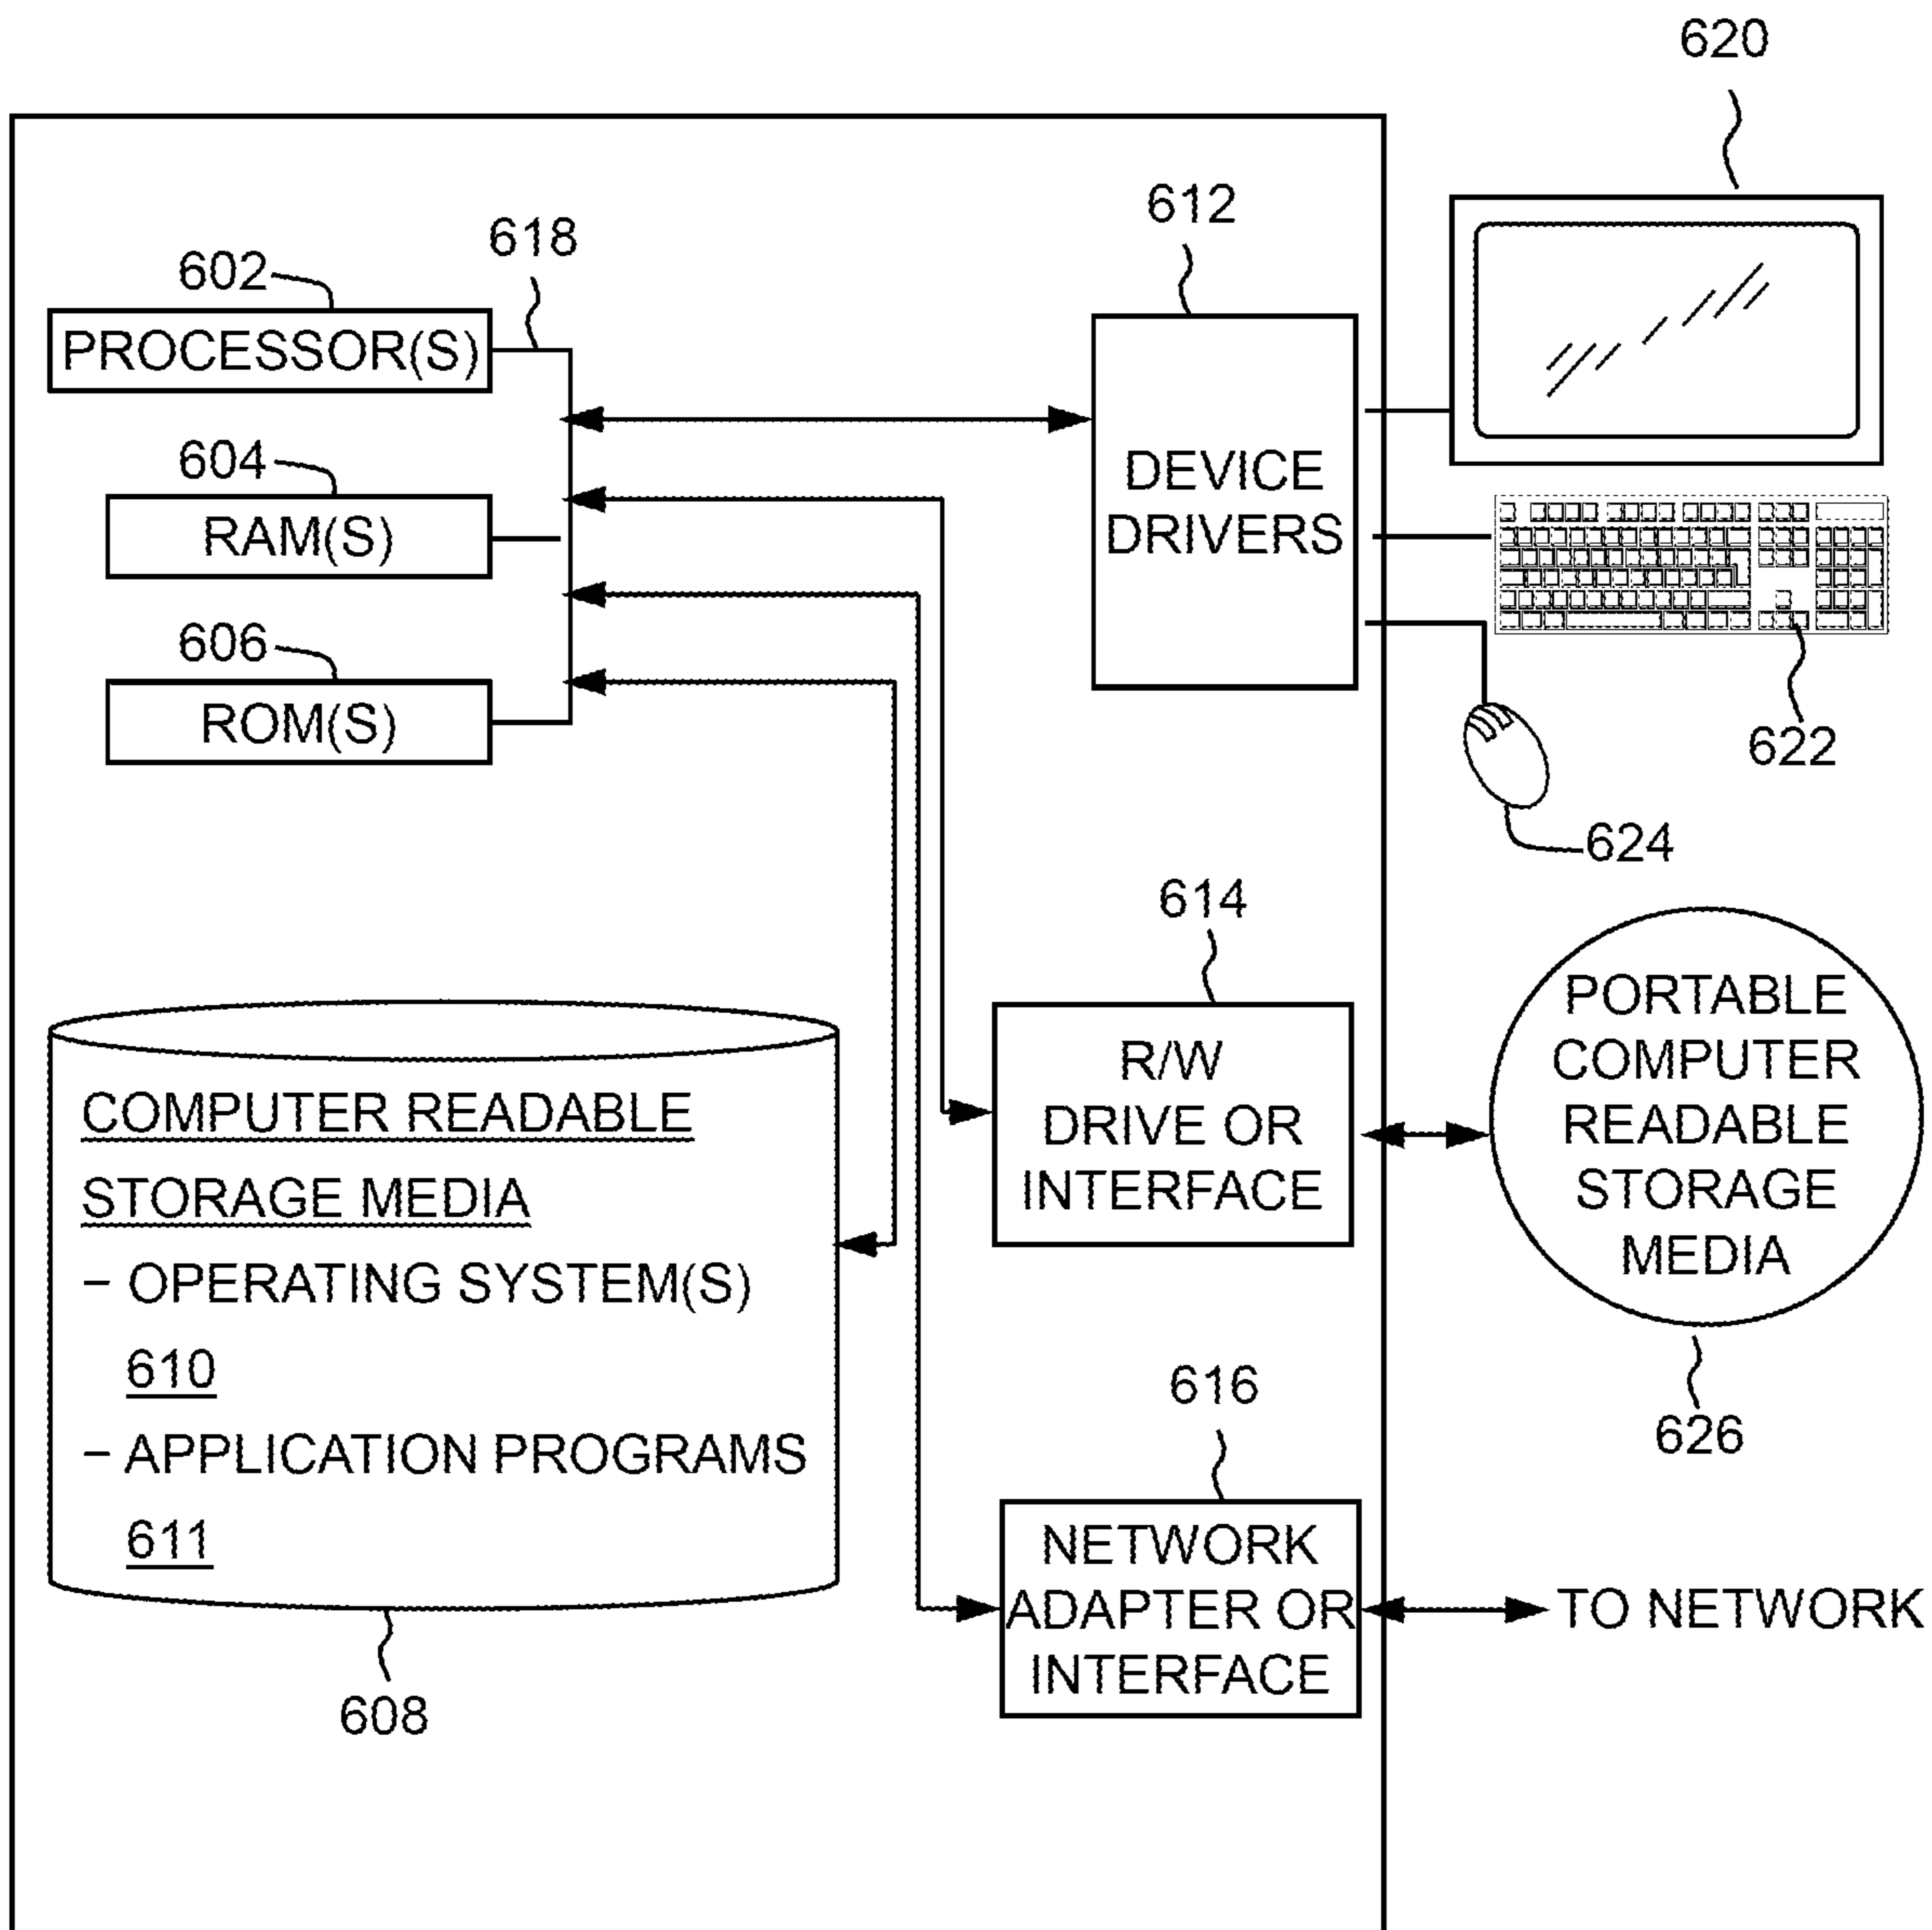 620
612
618
602
PROCESSOR(S)
604
RAM(S)
606
ROM(S)
DEVICE
DRIVERS
622
624
614
R/W
DRIVE OR
INTERFACE
PORTABLE
COMPUTER
READABLE
STORAGE
MEDIA
626
COMPUTER READABLE
STORAGE MEDIA
– OPERATING SYSTEM(S)
610
– APPLICATION PROGRAMS
611
608
616
NETWORK
ADAPTER OR
INTERFACE
TO NETWORK